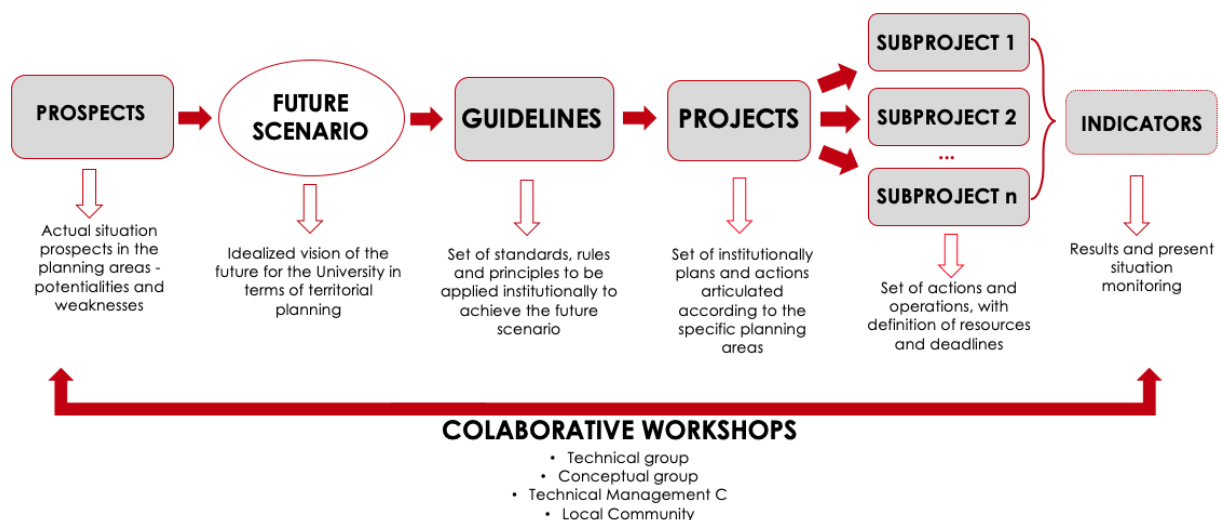 PROSPECTS
FUTURE
SCENARIO
GUIDELINES
PROJECTS
SUBPROJECT 1
SUBPROJECT 2
...
SUBPROJECT n
INDICATORS
Actual situation
prospects in the
planning areas -
potentialities and
weaknesses
Idealized vision of the
future for the University in
terms of territorial
planning
Set of standards, rules
and principles to be
applied institutionally to
achieve the future
scenario
Set of institutionally
plans and actions
articulated
according to the
specific planning
areas
Set of actions and
operations, with
definition of resources
and deadlines
Results and present
situation
monitoring
COLABORATIVE WORKSHOPS
• Technical group
• Conceptual group
• Technical Management C
• Local Community